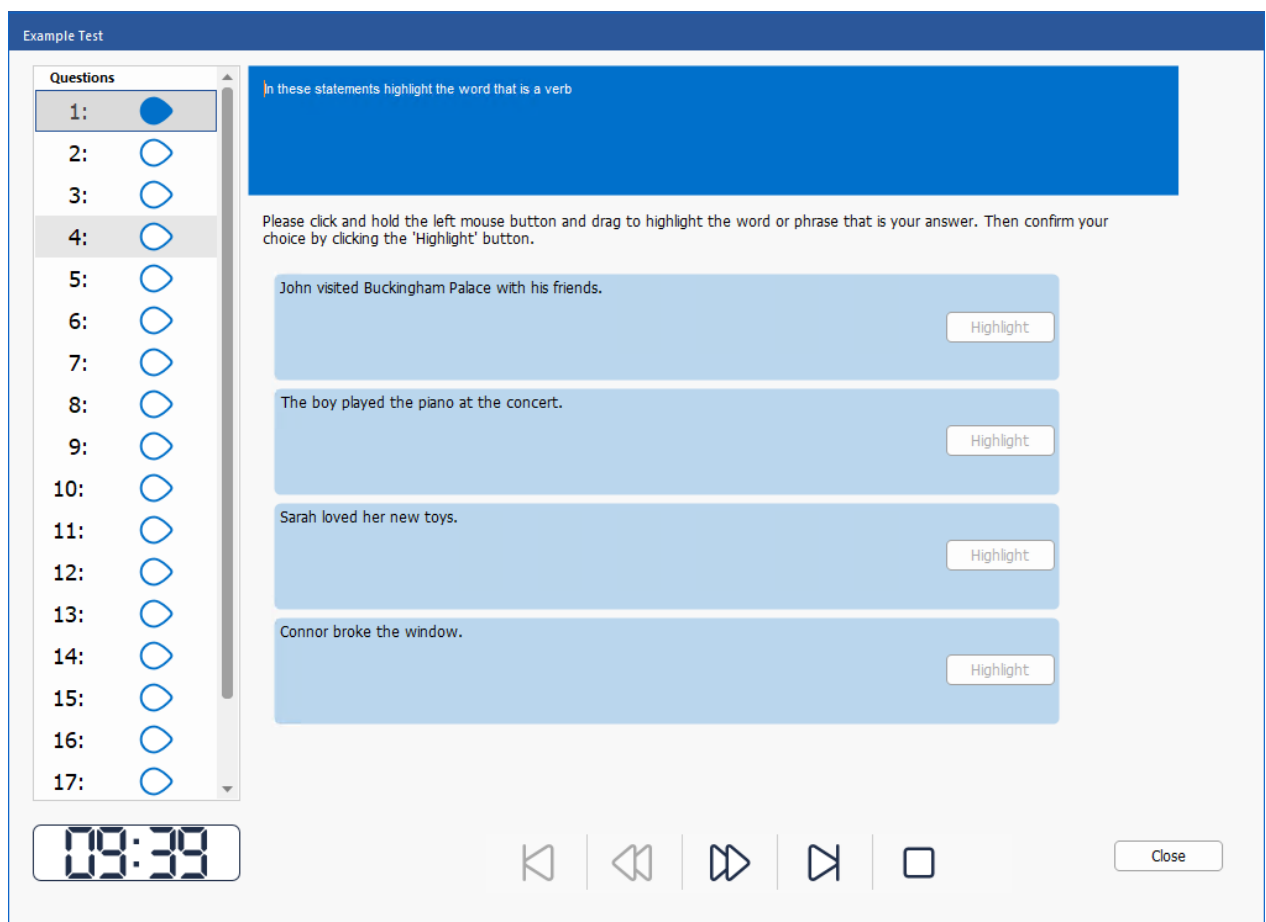 Example Test
Questions
1:
2:
3:
4:
5:
6:
7:
8:
9:
10:
11:
12:
13:
14:
15:
16:
17:
In these statements highlight the word that is a verb
Please click and hold the left mouse button and drag to highlight the word or phrase that is your answer. Then confirm your
choice by clicking the 'Highlight' button.
John visited Buckingham Palace with his friends.
Highlight
The boy played the piano at the concert.
Highlight
Sarah loved her new toys.
Highlight
Connor broke the window.
Highlight
09:39
Close